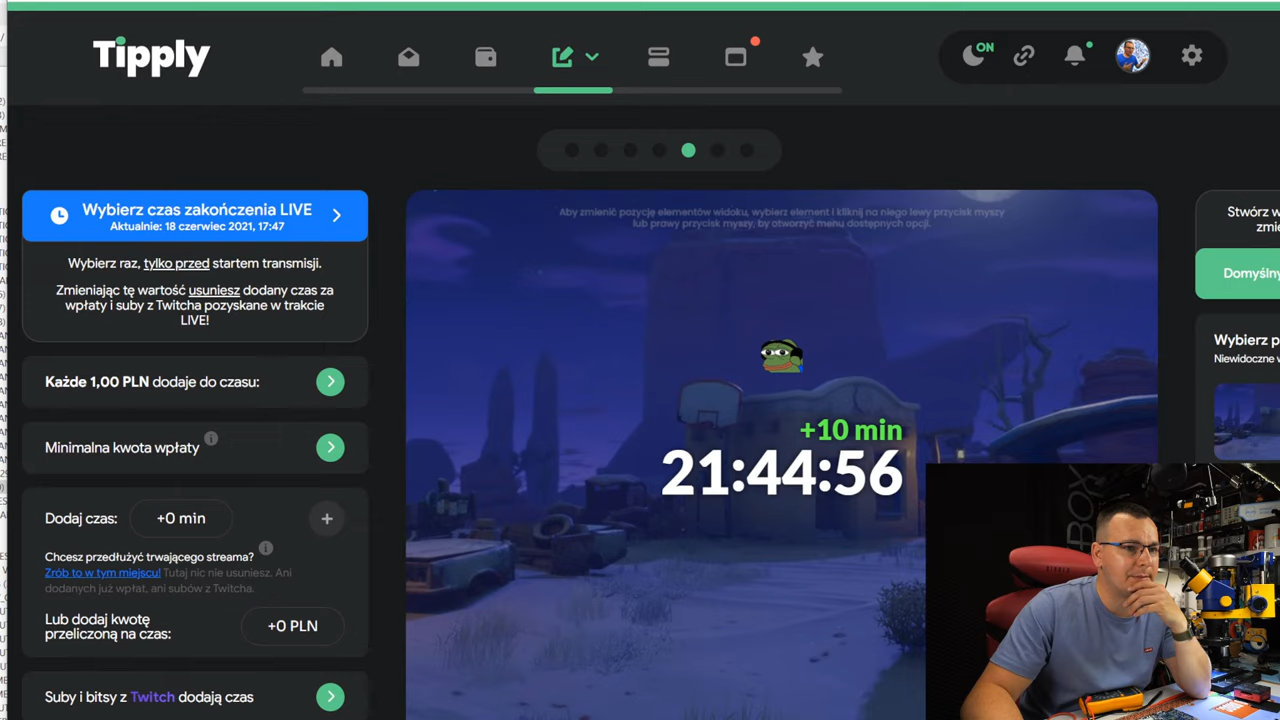 Tipply
ON
Wybierz czas zakończenia LIVE
Aktualnie: 18 czerwiec 2021, 17:47
Wybierz raz, tylko przed startem transmisji.
Zmieniając tę wartość usuniesz dodany czas za
wpłaty i suby z Twitcha pozyskane w trakcie
LIVE!
Każde 1,00 PLN dodaje do czasu:
Minimalna kwota wpłaty
Dodaj czas:
+0 min
Chcesz przedłużyć trwającego streama?
Zrób to w tym miejscu! Tutaj nic nie usuniesz. Ani
dodanych już wpłat, ani subów z Twitcha.
Lub dodaj kwotę
przeliczoną na czas:
+0 PLN
Suby i bitsy z Twitch dodają czas
Aby zmienić pozycję elementów widoku, wybierz element i kliknij na niego lewy przycisk myszy
lub prawy przycisk myszy, by otworzyć menu dostępnych opcji.
+10 min
21:44:56
Stwórz
Domyślny
Wybierz
Niewidoczne
BOX